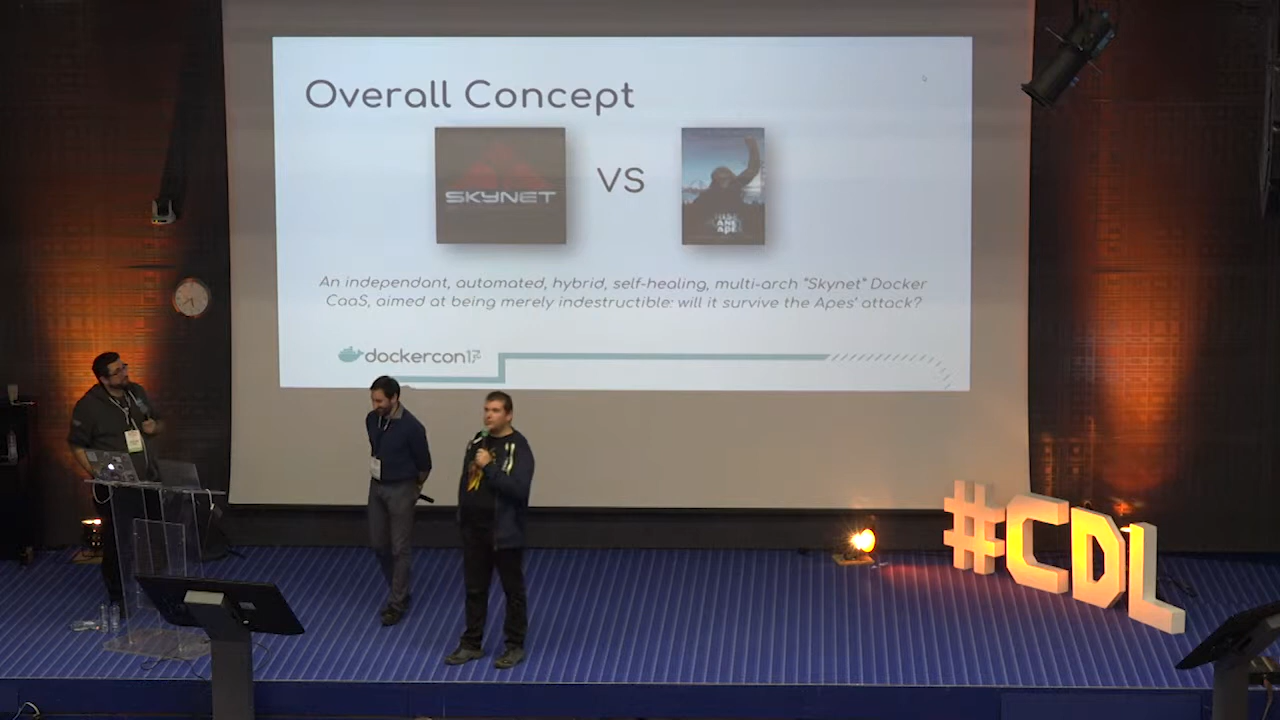 Overall Concept
SKYNET
VS
An independant, automated, hybrid, self-healing, multi-arch "Skynet" Docker
CaaS, aimed at being merely indestructible: will it survive the Apes' attack?
dockercon17
#CDL